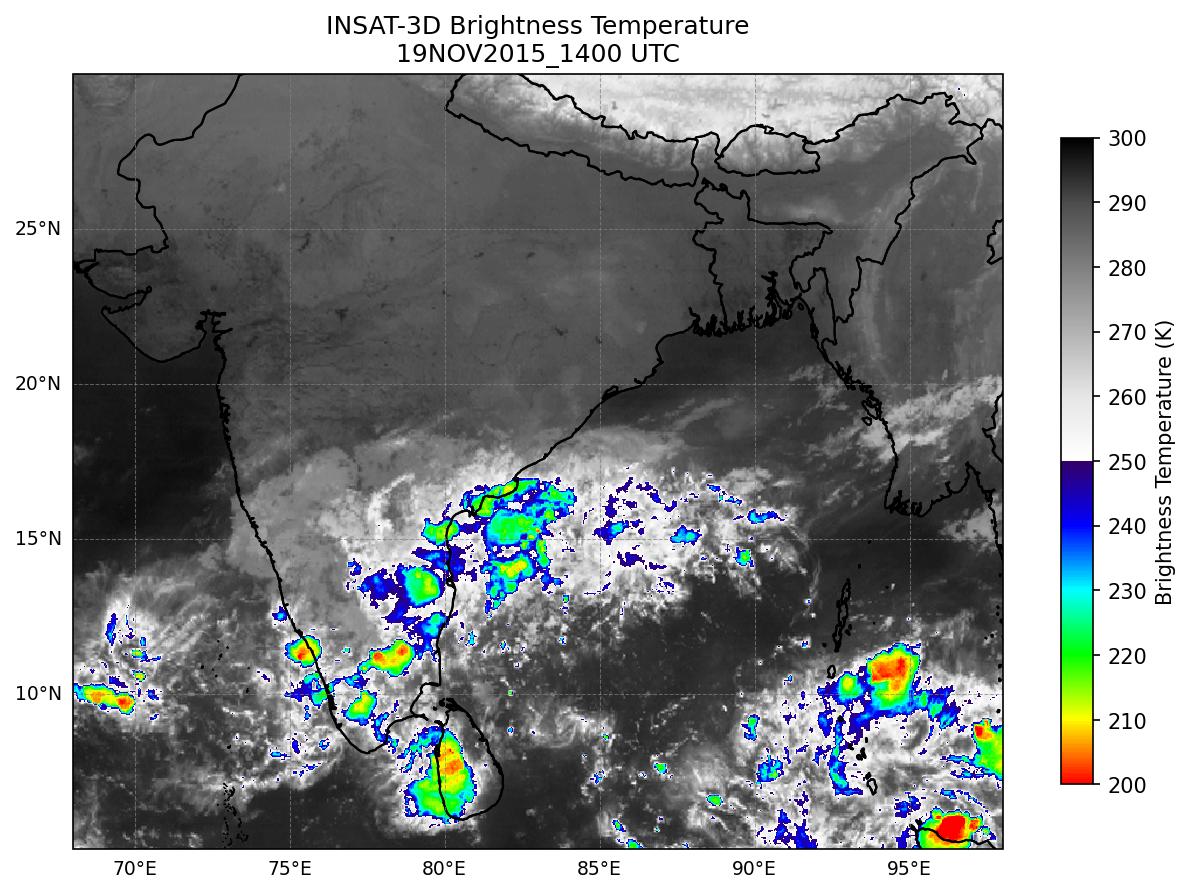 INSAT-3D Brightness Temperature
19NOV2015_1400 UTC
25°N
20°N
15°N
10°N
70°E
75°E
80°E
85°E
90°E
95°E
300
290
280
270
260
250
240
230
220
210
200
Brightness Temperature (K)